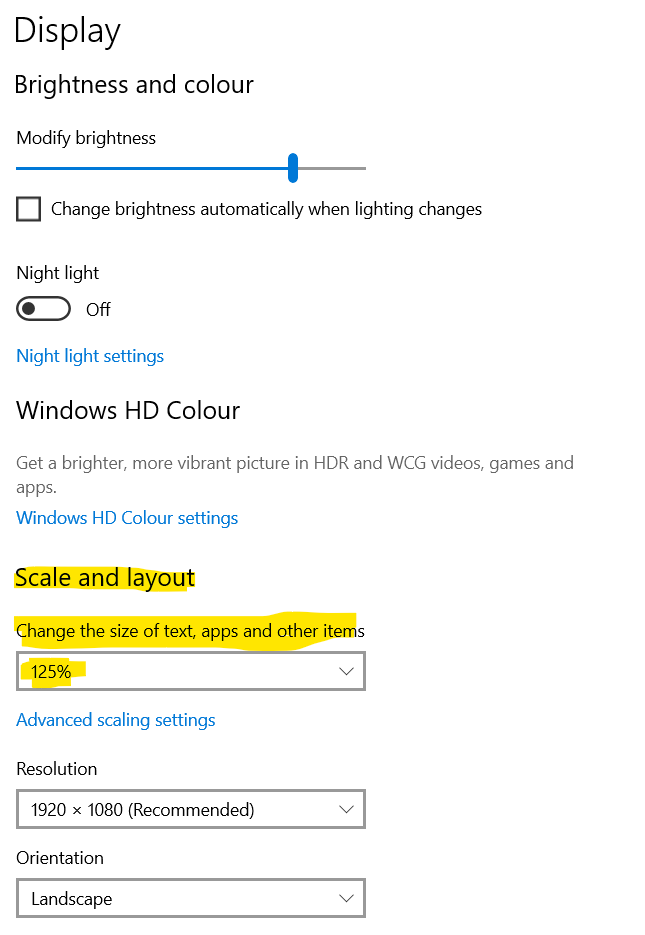 Display
Brightness and colour
Modify brightness
Change brightness automatically when lighting changes
Night light
Off
Night light settings
Windows HD Colour
Get a brighter, more vibrant picture in HDR and WCG videos, games and
apps.
Windows HD Colour settings
Scale and layout
Change the size of text, apps and other items
125%
Advanced scaling settings
Resolution
1920 × 1080 (Recommended)
Orientation
Landscape